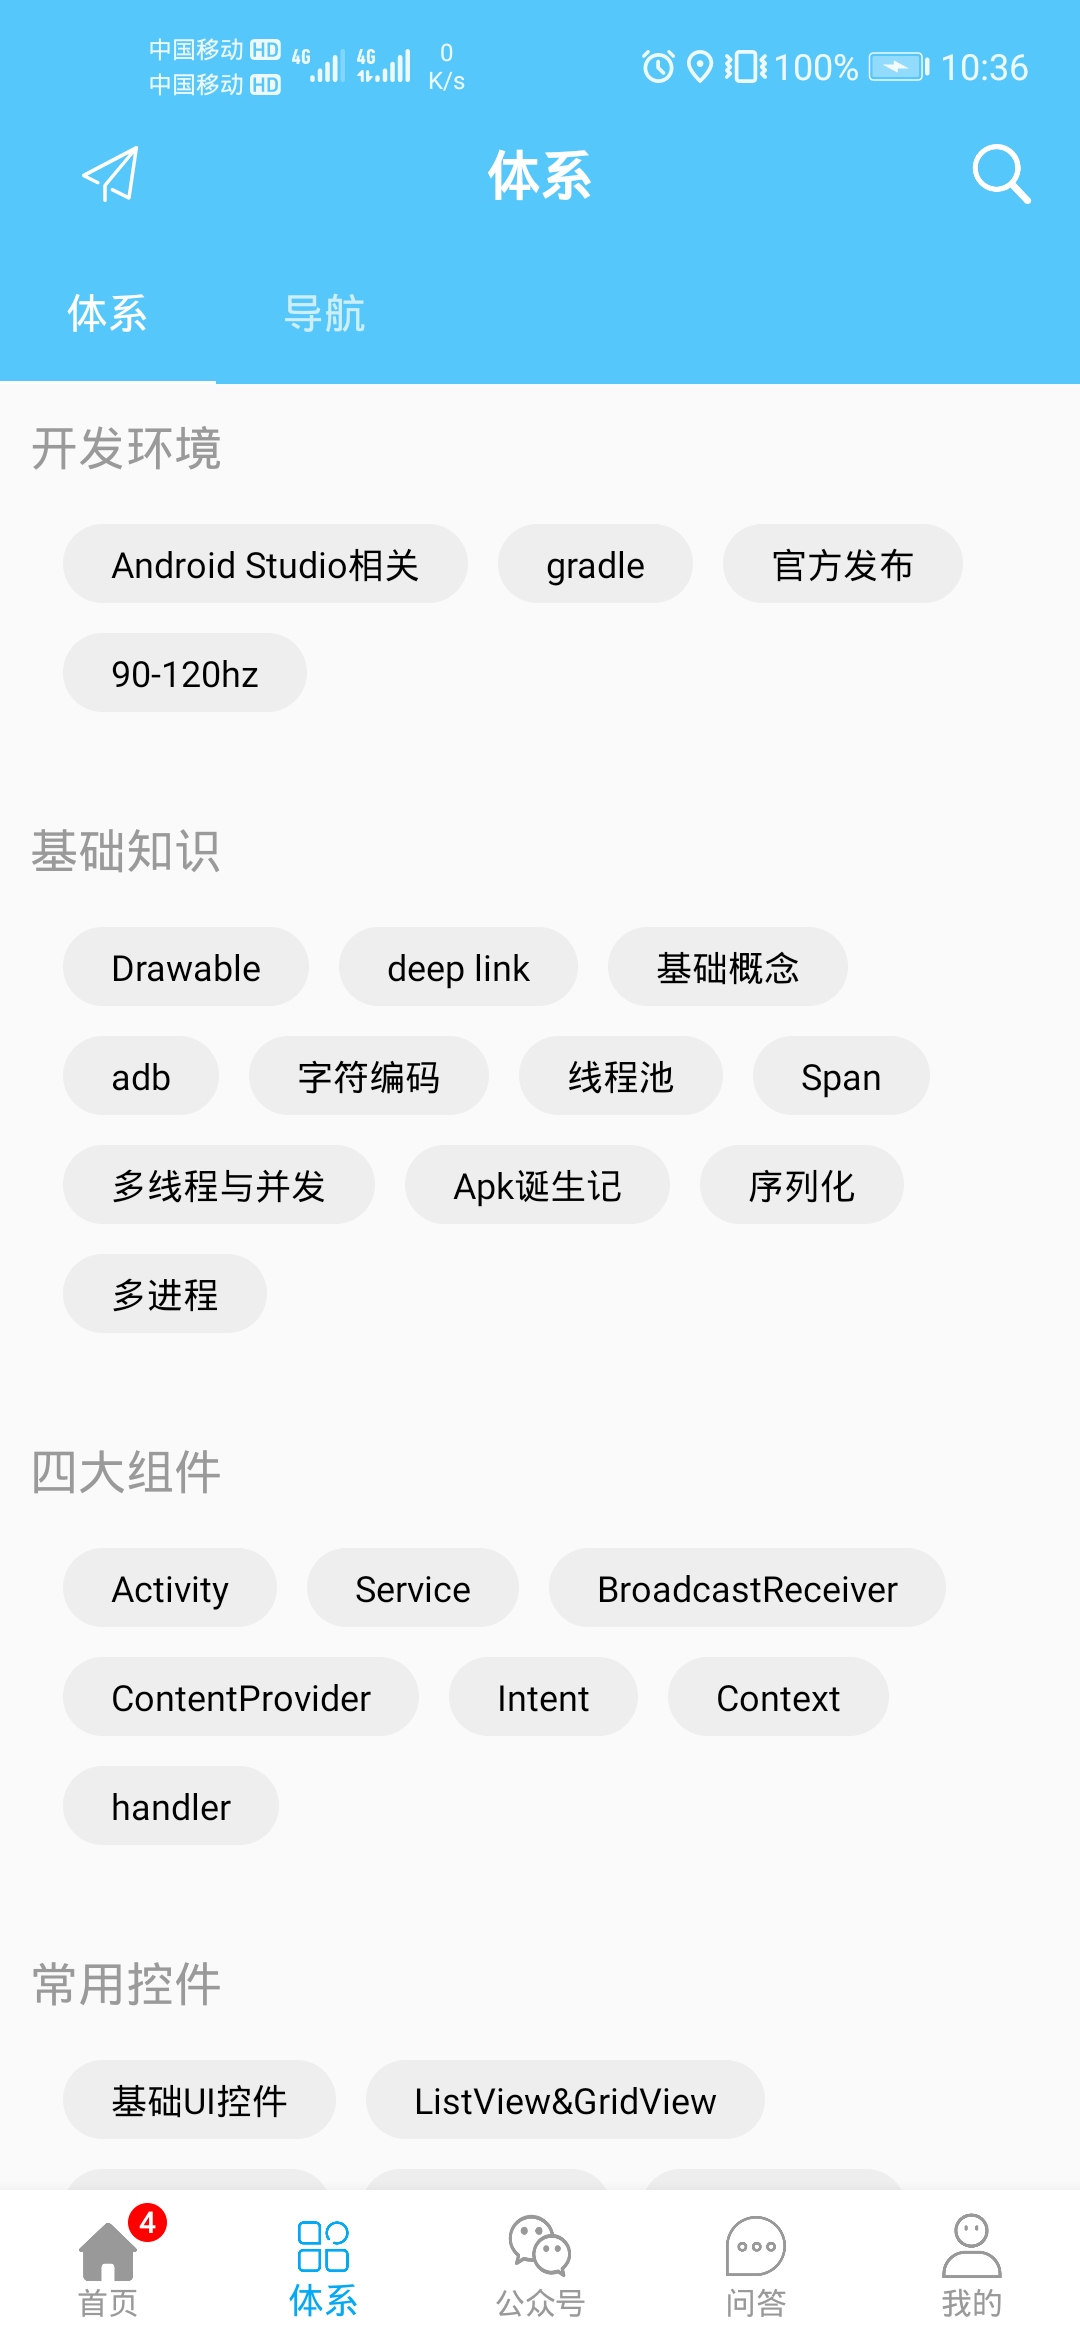 中国移动 HD 4G 4G 0 100% 10:36
中国移动 HD K/s
体系
体系 导航
开发环境
Android Studio相关 gradle 官方发布
90-120hz
基础知识
Drawable deep link 基础概念
adb 字符编码 线程池 Span
多线程与并发 Apk诞生记 序列化
多进程
四大组件
Activity Service BroadcastReceiver
ContentProvider Intent Context
handler
常用控件
基础UI控件 ListView&GridView
4
首页 体系 公众号 问答 我的